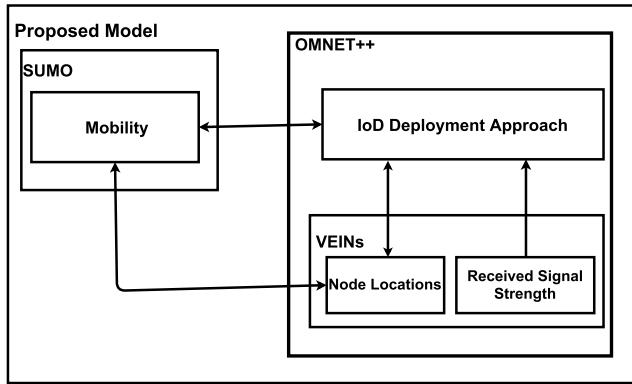 Proposed Model
SUMO
Mobility
OMNET++
IoD Deployment Approach
VEINs
Node Locations
Received Signal
Strength